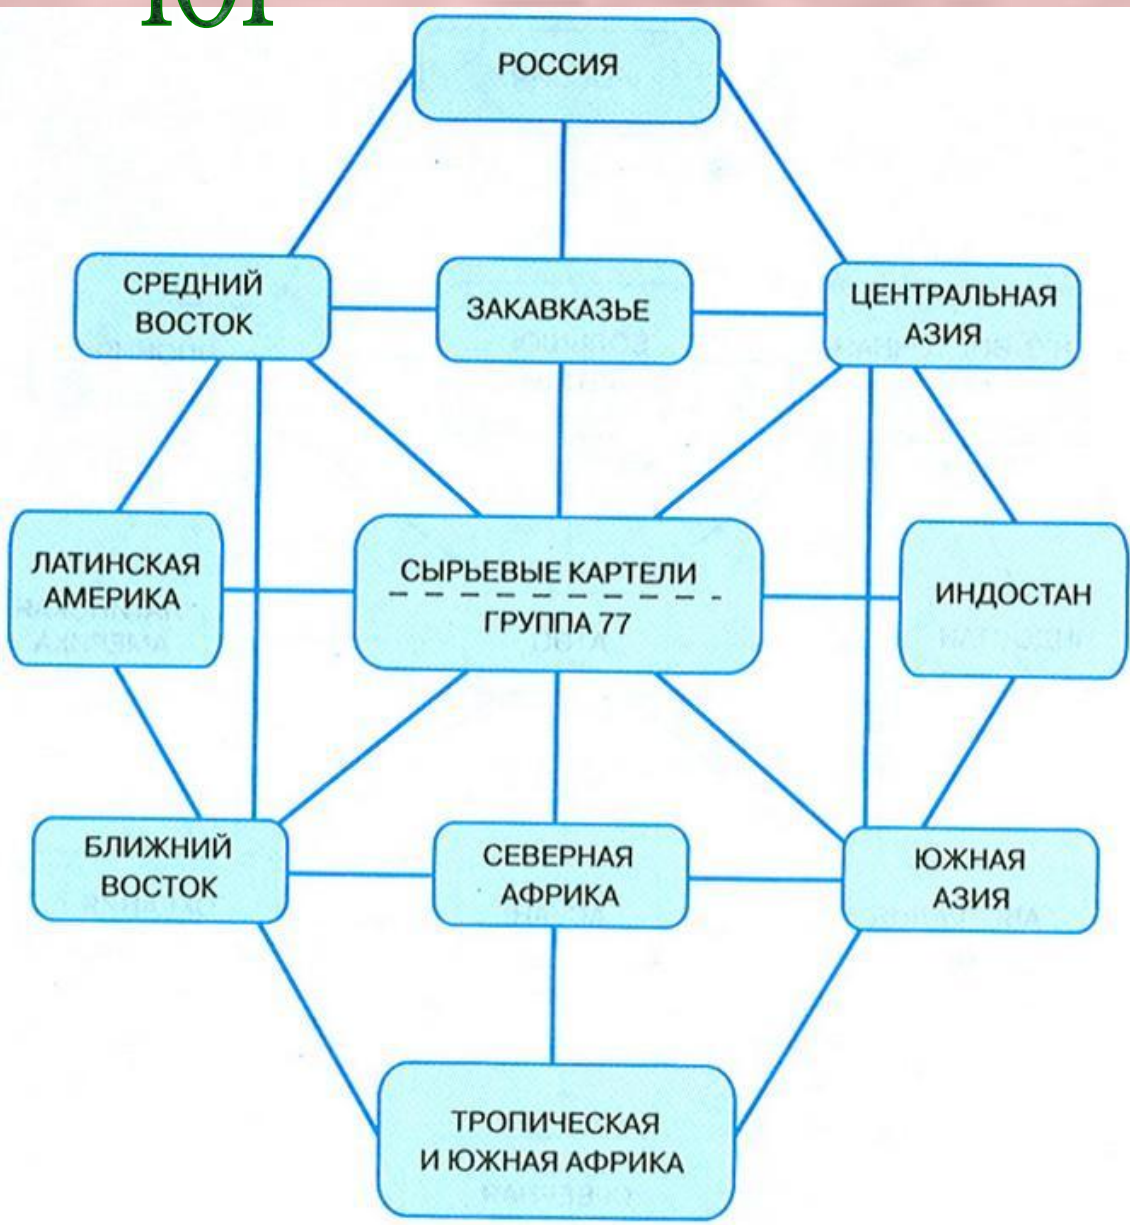 ЮГ
РОССИЯ
СРЕДНИЙ
ВОСТОК
ЗАКАВКАЗЬЕ
ЦЕНТРАЛЬНАЯ
АЗИЯ
ЛАТИНСКАЯ
АМЕРИКА
СЫРЬЕВЫЕ КАРТЕЛИ
ГРУППА 77
ИНДОСТАН
БЛИЖНИЙ
ВОСТОК
СЕВЕРНАЯ
АФРИКА
ЮЖНАЯ
АЗИЯ
ТРОПИЧЕСКАЯ
И ЮЖНАЯ АФРИКА